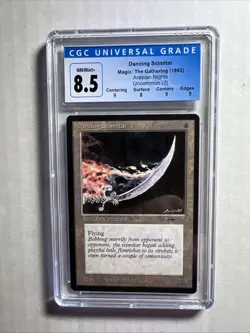 CGC UNIVERSAL GRADE
NM/Mint+
8.5
Dancing Scimitar
Magic: The Gathering (1993)
Arabian Nights
Uncommon (2)
Centering Surface Corners Edges
9 8 9 9
Dancing Scimitar
Flying
Bobbing merrily from opponent to
opponent, the scimitar began adding
playful little flourishes to its strokes; it
even turned a couple of somersaults.